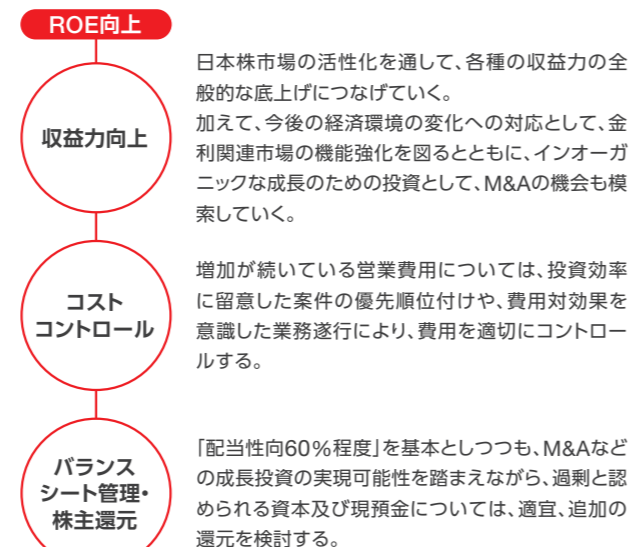 ROE向上
収益力向上
日本株市場の活性化を通して、各種の収益力の全
般的な底上げにつなげていく。
加えて、今後の経済環境の変化への対応として、金
利関連市場の機能強化を図るとともに、インオーガ
ニックな成長のための投資として、M&Aの機会も模
索していく。
コスト
コントロール
増加が続いている営業費用については、投資効率
に留意した案件の優先順位付けや、費用対効果を
意識した業務遂行により、費用を適切にコントロー
ルする。
バランス
シート管理・
株主還元
「配当性向60%程度」を基本としつつも、M&Aなど
の成長投資の実現可能性を踏まえながら、過剰と認
められる資本及び現預金については、適宜、追加の
還元を検討する。